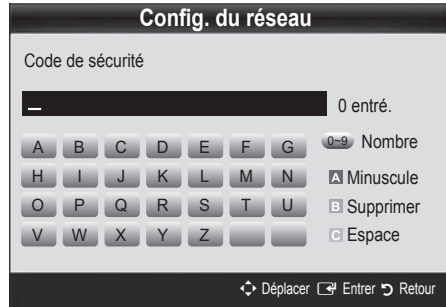 Config. du réseau
Code de sécurité
_
0 entré.
A B C D E F G 0~9 Nombre
H I J K L M N A Minuscule
O P Q R S T U B Supprimer
V W X Y Z C Espace
Déplacer Entrer Retour